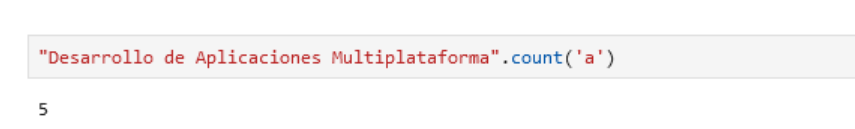 "Desarrollo de Aplicaciones Multiplataforma".count('a')
5